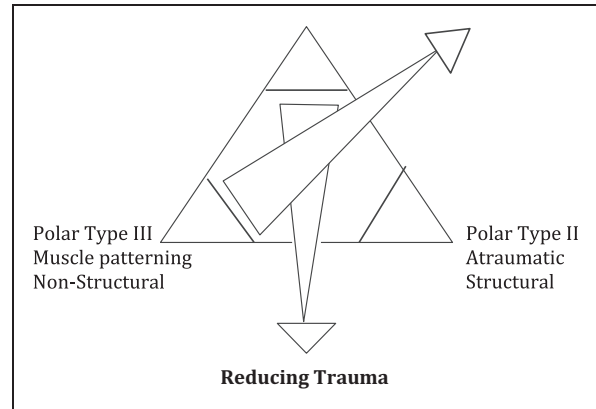 Polar Type III
Muscle patterning
Non-Structural
Polar Type II
Atraumatic
Structural
Reducing Trauma